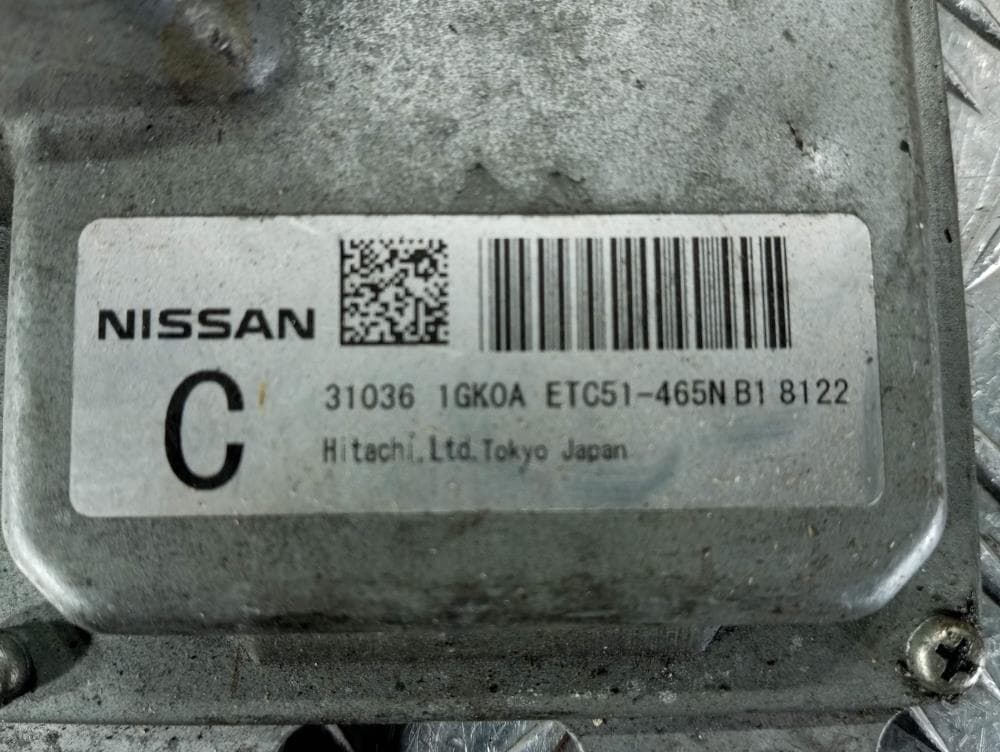 NISSAN
C
31036 1GK0A ETC51-465N B1 8122
Hitachi,Ltd.Tokyo Japan